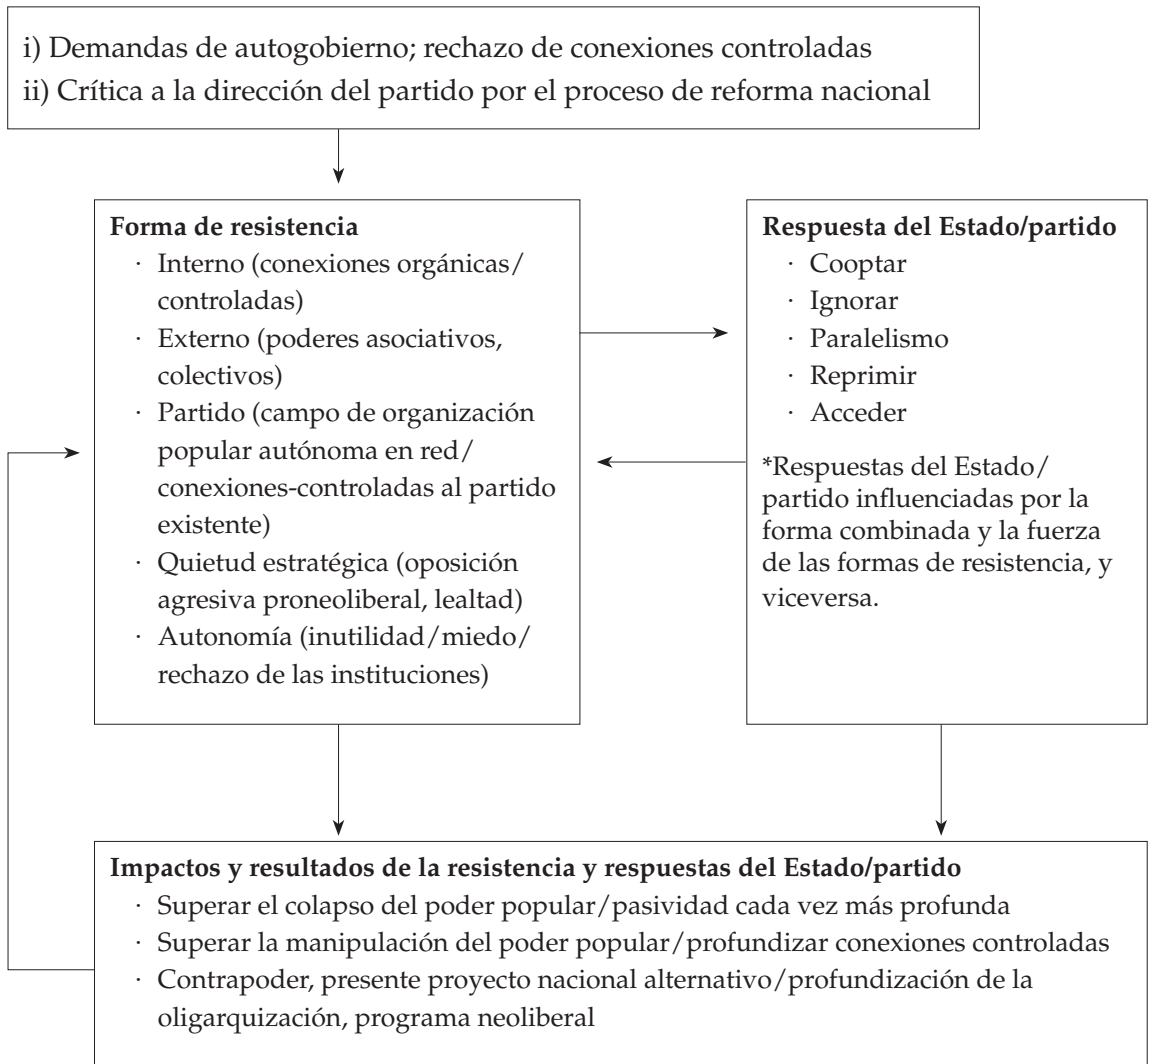 i) Demandas de autogobierno; rechazo de conexiones controladas
ii) Crítica a la dirección del partido por el proceso de reforma nacional
Forma de resistencia
· Interno (conexiones orgánicas/
controladas)
· Externo (poderes asociativos,
colectivos)
· Partido (campo de organización
popular autónoma en red/
conexiones-controladas al partido
existente)
· Quietud estratégica (oposición
agresiva proneoliberal, lealtad)
· Autonomía (inutilidad/miedo/
rechazo de las instituciones)
Respuesta del Estado/partido
· Cooptar
· Ignorar
· Paralelismo
· Reprimir
· Acceder
*Respuestas del Estado/
partido influenciadas por la
forma combinada y la fuerza
de las formas de resistencia, y
viceversa.
Impactos y resultados de la resistencia y respuestas del Estado/partido
· Superar el colapso del poder popular/pasividad cada vez más profunda
· Superar la manipulación del poder popular/profundizar conexiones controladas
· Contrapoder, presente proyecto nacional alternativo/profundización de la
oligarquización, programa neoliberal